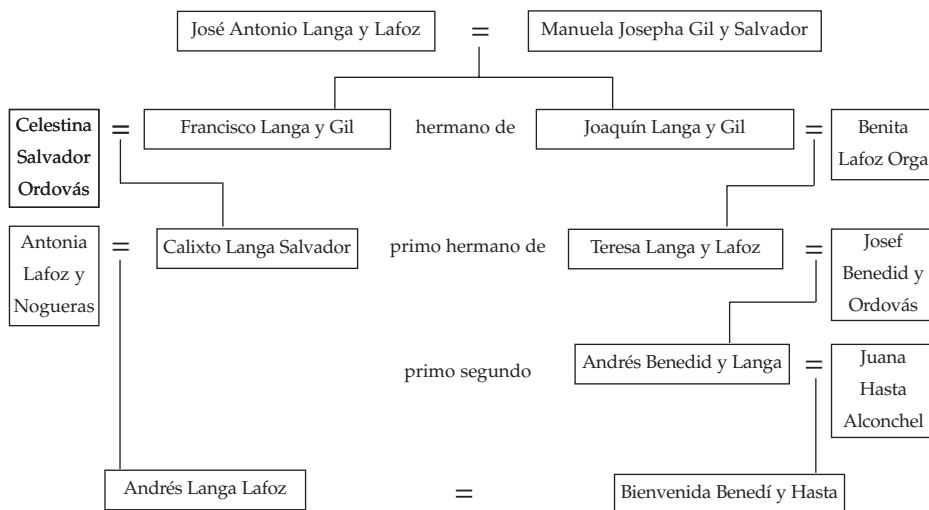 José Antonio Langa y Lafoz = Manuela Josepha Gil y Salvador
Celestina
Salvador
Ordovás
= Francisco Langa y Gil hermano de Joaquín Langa y Gil =
Benita
Lafoz Orga
Antonia
Lafoz y
Nogueras
= Calixto Langa Salvador primo hermano de Teresa Langa y Lafoz =
Josef
Benedid y
Ordovás
primo segundo Andrés Benedid y Langa =
Juana
Hasta
Alconchel
Andrés Langa Lafoz = Bienvenida Benedí y Hasta